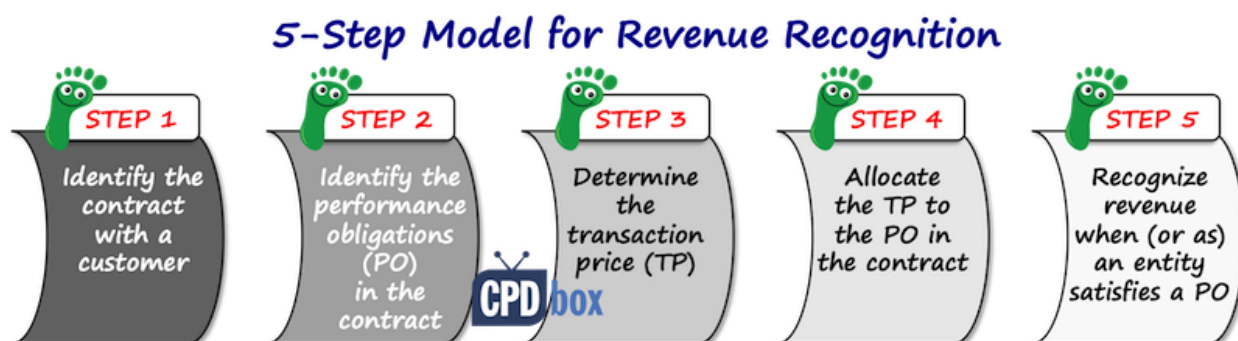 5-Step Model for Revenue Recognition
STEP 1
Identify the
contract
with a
customer
STEP 2
Identify the
performance
obligations
(PO)
in the
contract
STEP 3
Determine
the
transaction
price (TP)
STEP 4
Allocate
the TP to
the PO in
the contract
STEP 5
Recognize
revenue
when (or as)
an entity
satisfies a PO
CPDbox